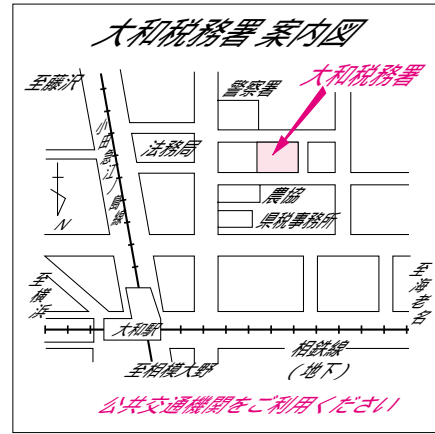 大和税務署 案内図
至藤沢
警察署
大和税務署
小田急江ノ島線
法務局
農協
県税事務所
N
至横浜
至海老名
大和駅
相鉄線
(地下)
至相模大野
公共交通機関をご利用ください